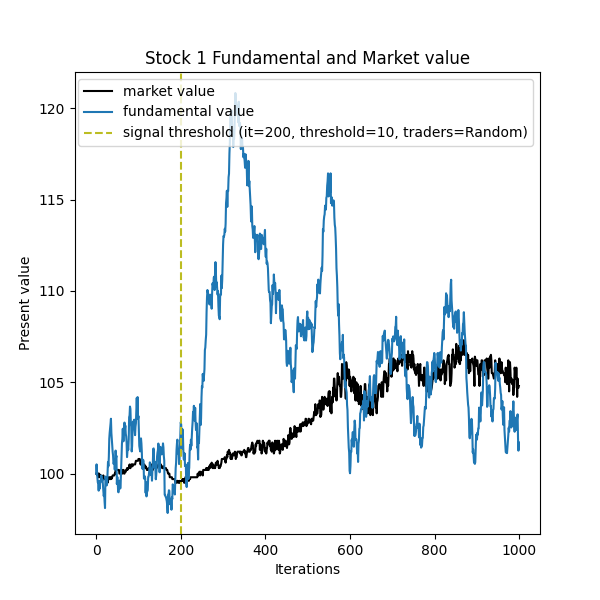 Stock 1 Fundamental and Market value
market value
fundamental value
signal threshold (it=200, threshold=10, traders=Random)
120
115
110
105
100
Present value
0 200 400 600 800 1000
Iterations